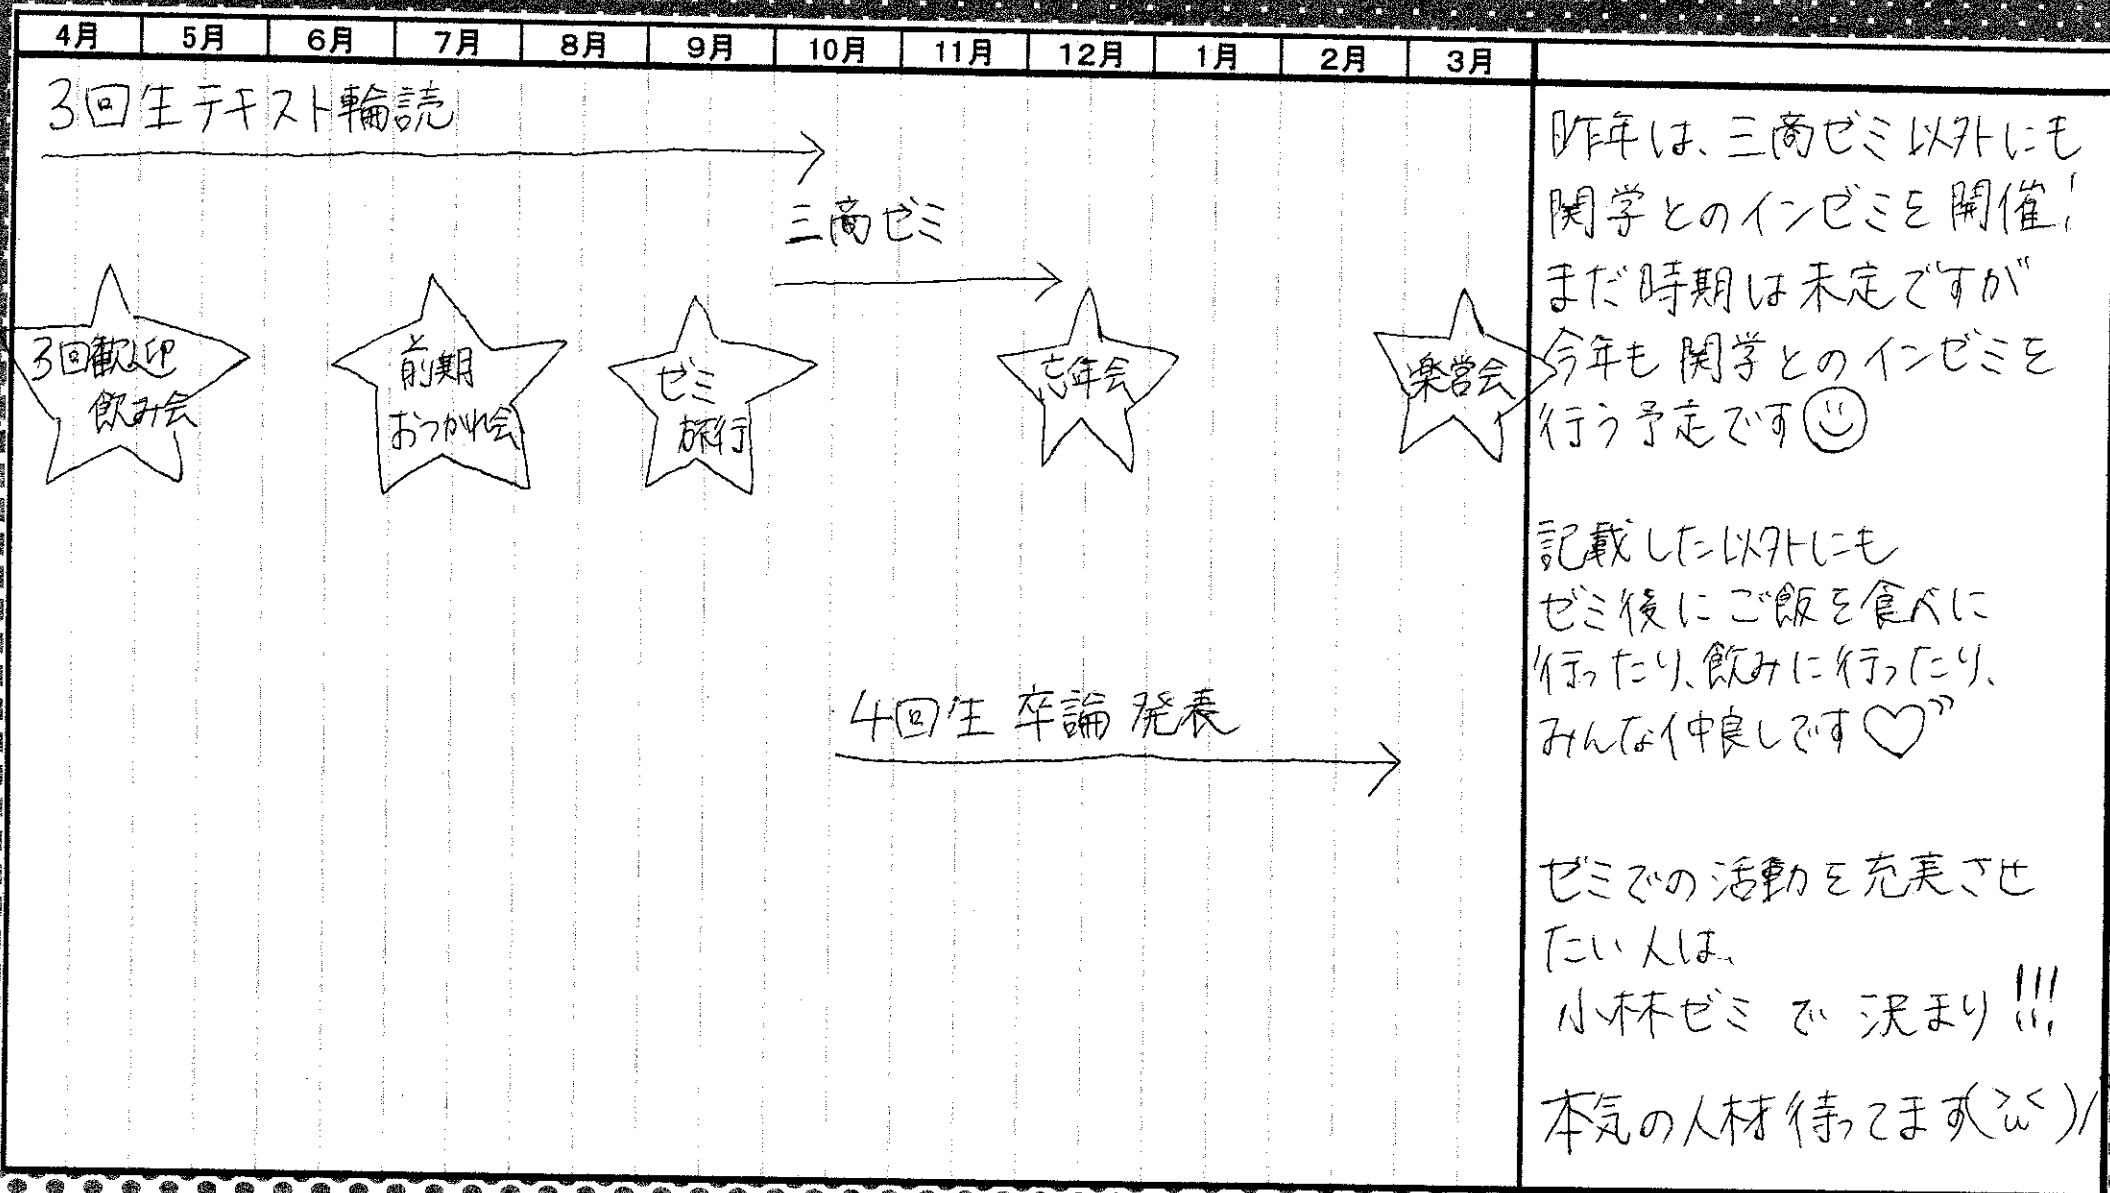 4月 5月 6月 7月 8月 9月 10月 11月 12月 1月 2月 3月
3回生テキスト輪読
三商ゼミ
3回歓迎
飲み会
前期
おつかれ会
ゼミ
旅行
忘年会
楽営会
4回生 卒論 発表
昨年は、三商ゼミ以外にも
関学とのインゼミを開催!
まだ時期は未定ですが
今年も関学とのインゼミを
行う予定です
記載した以外にも
ゼミ後にご飯を食べに
行ったり、飲みに行ったり、
みんな仲良しです♡
ゼミでの活動を充実させ
たい人は、
小林ゼミで決まり!!!
本気の人材待ってます(>ω<)/